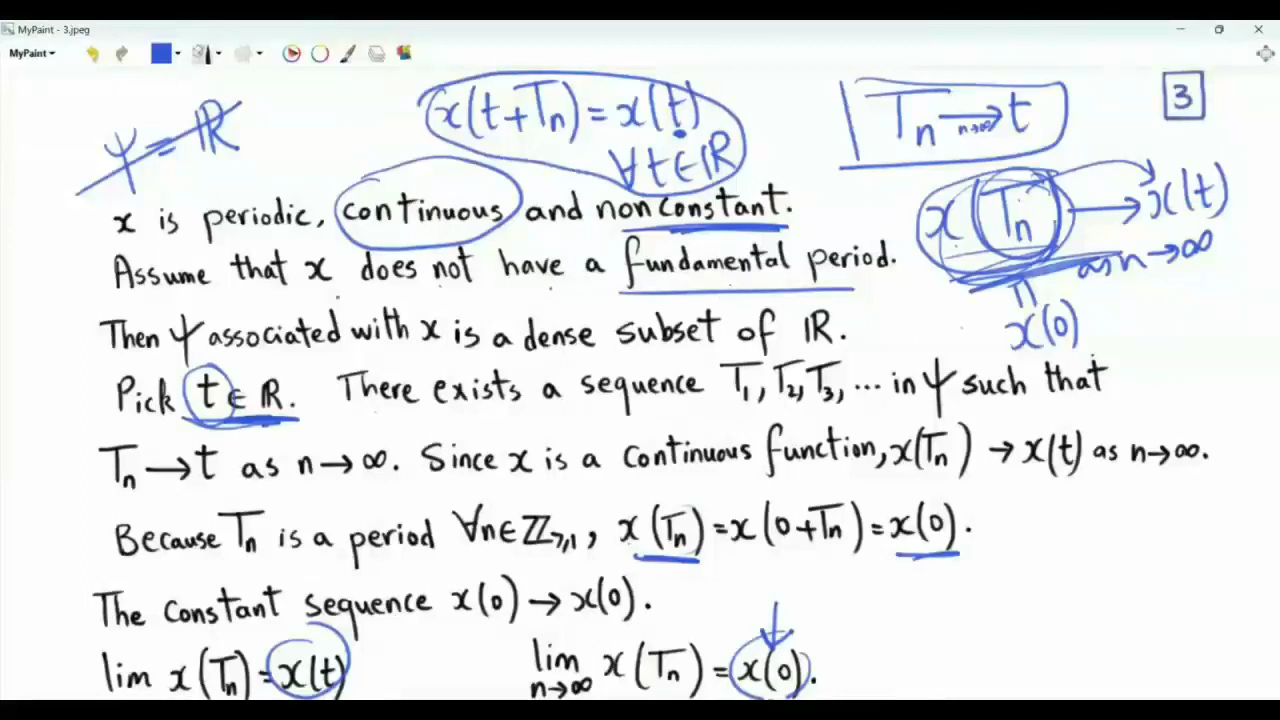 MyPaint - 3.jpeg
MyPaint
3
Ψ = ℝ
x(t+Tn) = x(t)
∀t∈ℝ
Tn → t
n→∞
x is periodic, continuous and nonconstant.
x(Tn) → x(t)
as n→∞
Assume that x does not have a fundamental period.
=
x(0)
Then Ψ associated with x is a dense subset of ℝ.
Pick t∈ℝ. There exists a sequence T1, T2, T3, ... in Ψ such that
Tn → t as n→∞. Since x is a continuous function, x(Tn) → x(t) as n→∞.
Because Tn is a period ∀n∈ℤ≥1, x(Tn) = x(0+Tn) = x(0).
The constant sequence x(0) → x(0).
lim x(Tn) = x(t) lim n→∞ x(Tn) = x(0).